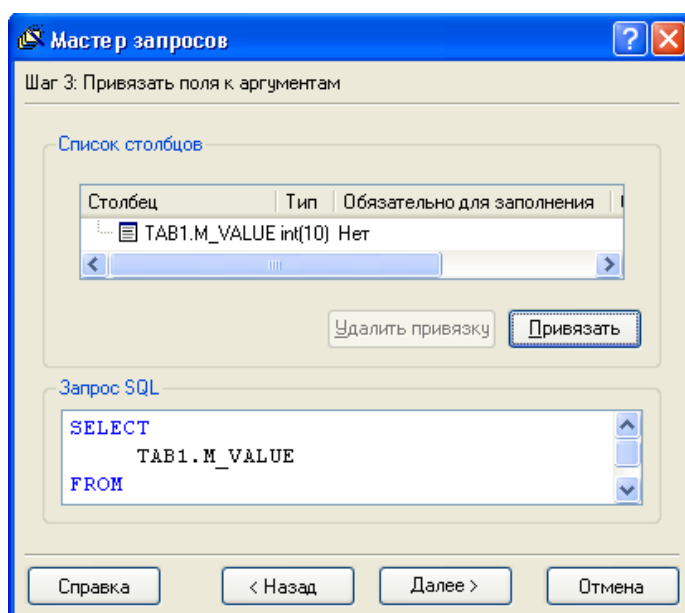 Мастер запросов
Шаг 3: Привязать поля к аргументам
Список столбцов
Столбец Тип Обязательно для заполнения
TAB1.M_VALUE int(10) Нет
Удалить привязку Привязать
Запрос SQL
SELECT
TAB1.M_VALUE
FROM
Справка < Назад Далее > Отмена